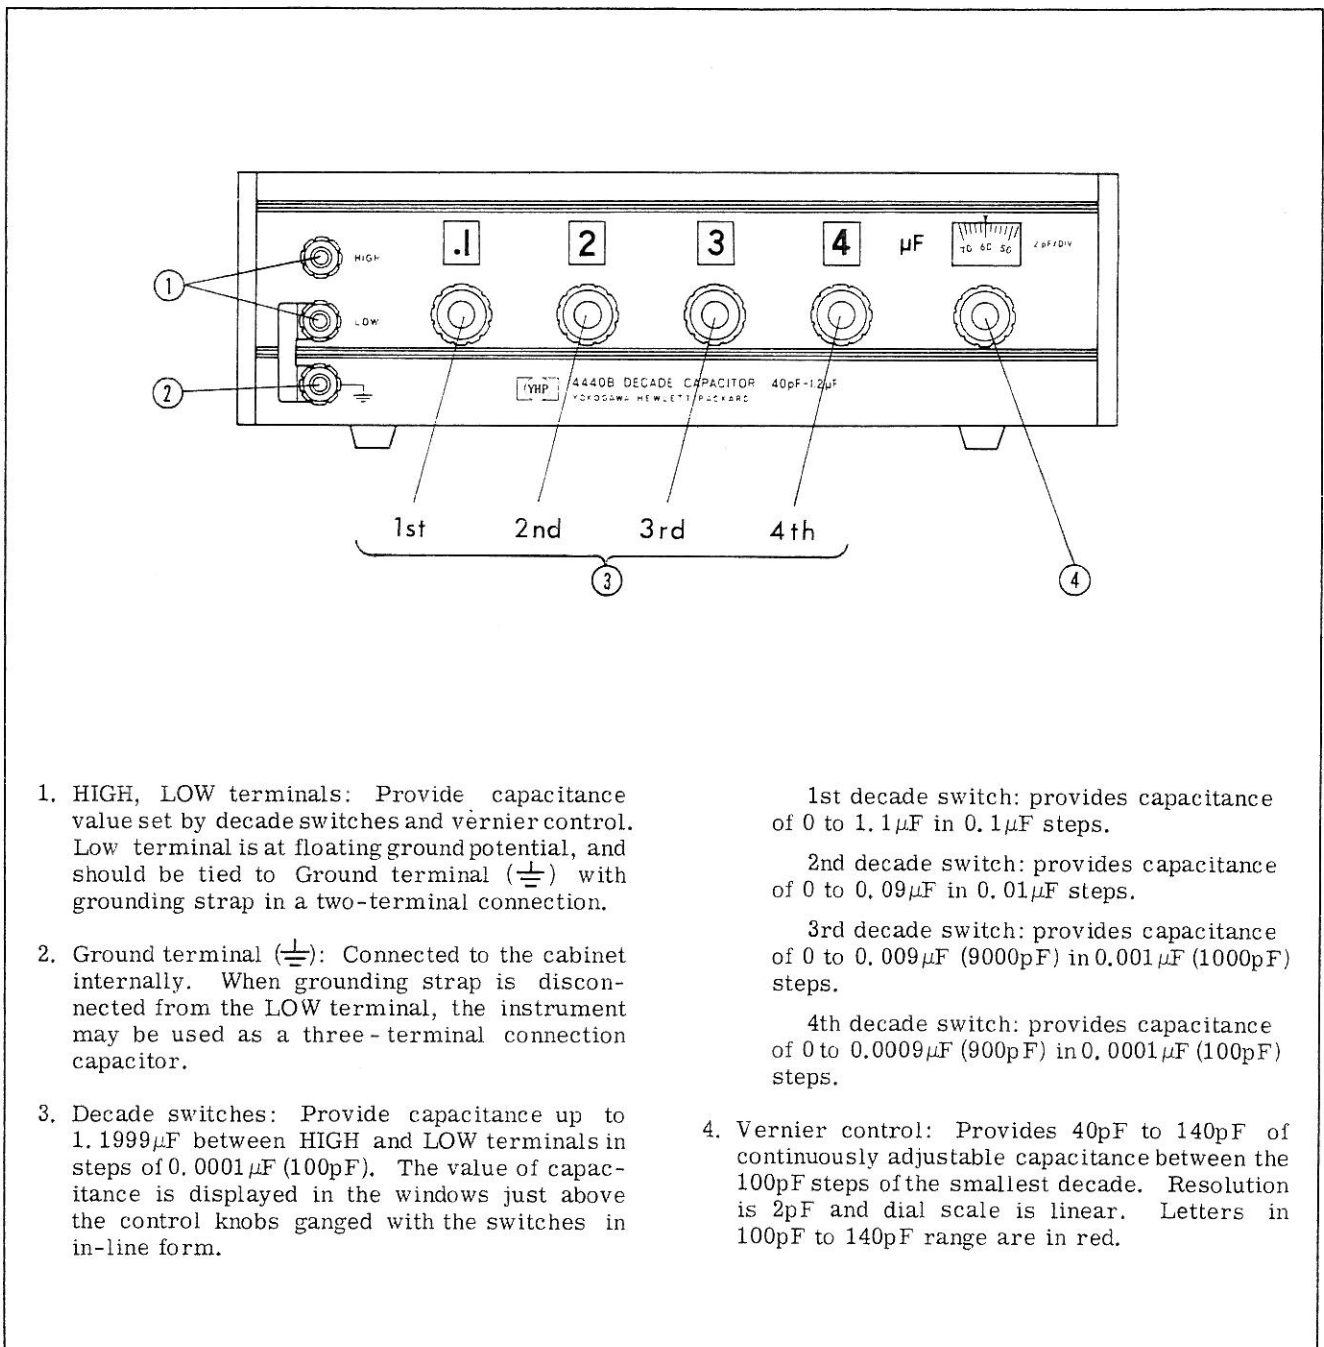 .1 2 3 4 µF 70 60 50 2 pF/DIV
HIGH
1
LOW
2
YHP 4440B DECADE CAPACITOR 40pF-1.2µF
YOKOGAWA HEWLETT PACKARD
1st 2nd 3rd 4th
3 4
1. HIGH, LOW terminals: Provide capacitance
value set by decade switches and vernier control.
Low terminal is at floating ground potential, and
should be tied to Ground terminal (⏚) with
grounding strap in a two-terminal connection.
2. Ground terminal (⏚): Connected to the cabinet
internally. When grounding strap is discon-
nected from the LOW terminal, the instrument
may be used as a three-terminal connection
capacitor.
3. Decade switches: Provide capacitance up to
1.1999µF between HIGH and LOW terminals in
steps of 0.0001µF (100pF). The value of capac-
itance is displayed in the windows just above
the control knobs ganged with the switches in
in-line form.
1st decade switch: provides capacitance
of 0 to 1.1µF in 0.1µF steps.
2nd decade switch: provides capacitance
of 0 to 0.09µF in 0.01µF steps.
3rd decade switch: provides capacitance
of 0 to 0.009µF (9000pF) in 0.001µF (1000pF)
steps.
4th decade switch: provides capacitance
of 0 to 0.0009µF (900pF) in 0.0001µF (100pF)
steps.
4. Vernier control: Provides 40pF to 140pF of
continuously adjustable capacitance between the
100pF steps of the smallest decade. Resolution
is 2pF and dial scale is linear. Letters in
100pF to 140pF range are in red.